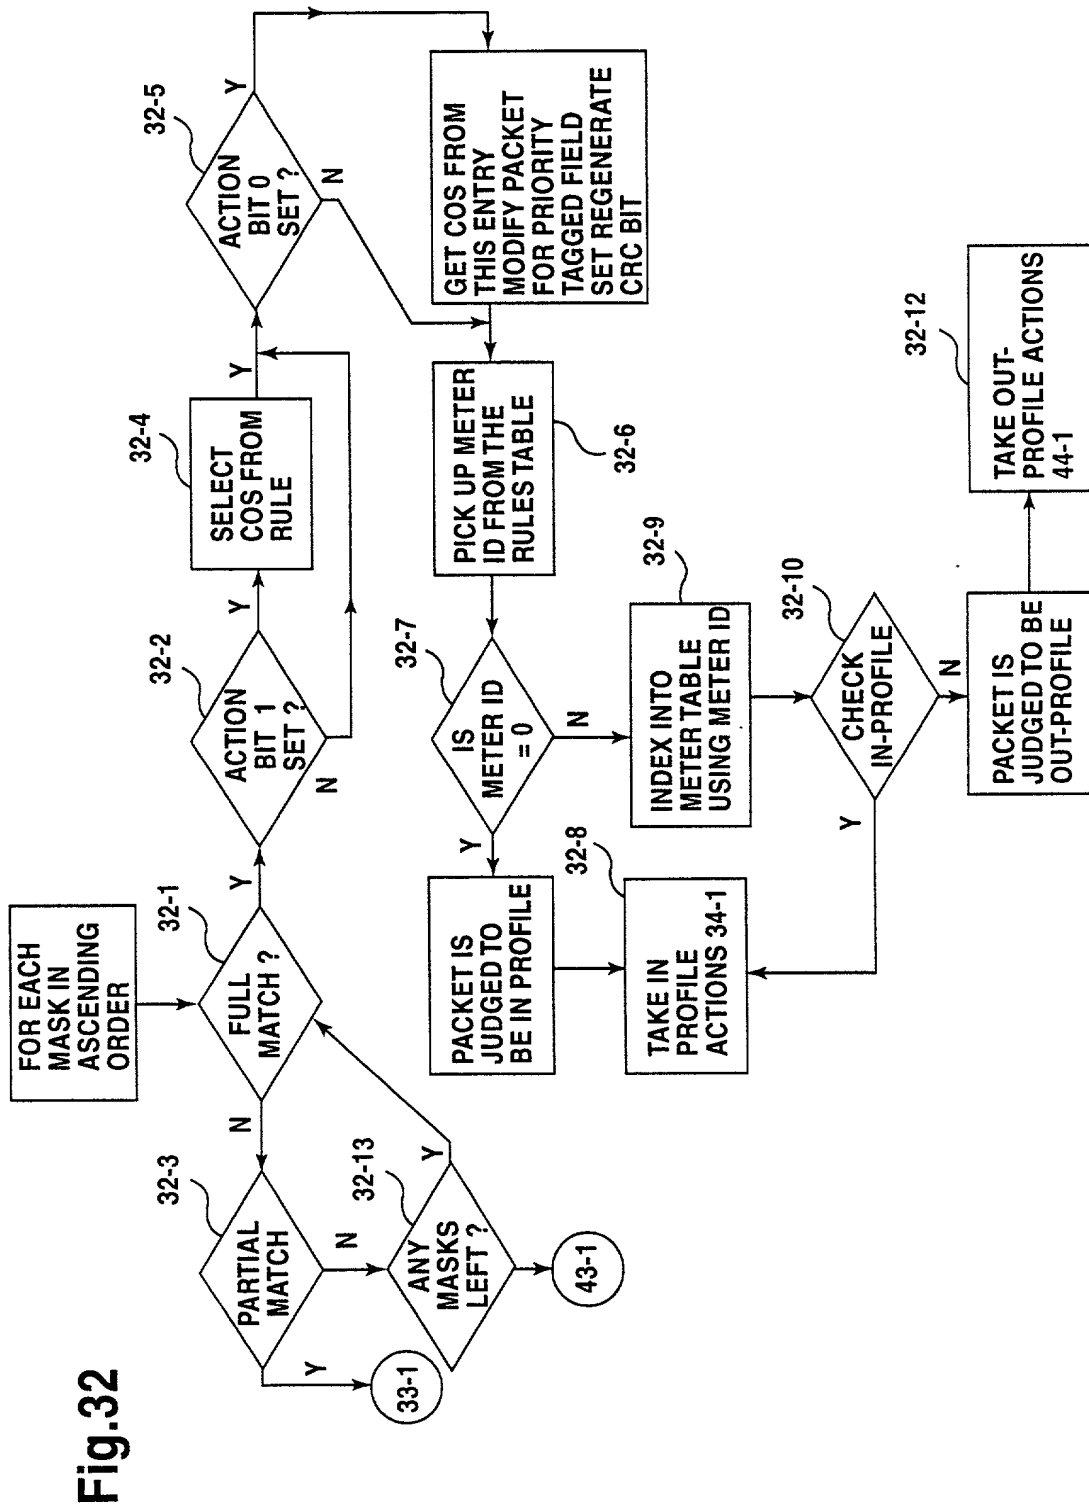 Fig.32
FOR EACH
MASK IN
ASCENDING
ORDER
32-1
FULL
MATCH ?
Y
N
32-3
PARTIAL
MATCH
Y
N
33-1
32-13
ANY
MASKS
LEFT ?
Y
43-1
32-2
ACTION
BIT 1
SET ?
Y
N
32-4
SELECT
COS FROM
RULE
Y
32-5
ACTION
BIT 0
SET ?
Y
N
GET COS FROM
THIS ENTRY
MODIFY PACKET
FOR PRIORITY
TAGGED FIELD
SET REGENERATE
CRC BIT
PICK UP METER
ID FROM THE
RULES TABLE
32-6
32-7
IS
METER ID
= 0
Y
N
PACKET IS
JUDGED TO
BE IN PROFILE
32-8
TAKE IN
PROFILE
ACTIONS 34-1
32-9
INDEX INTO
METER TABLE
USING METER ID
32-10
CHECK
IN-PROFILE
Y
N
PACKET IS
JUDGED TO BE
OUT-PROFILE
32-12
TAKE OUT-
PROFILE ACTIONS
44-1